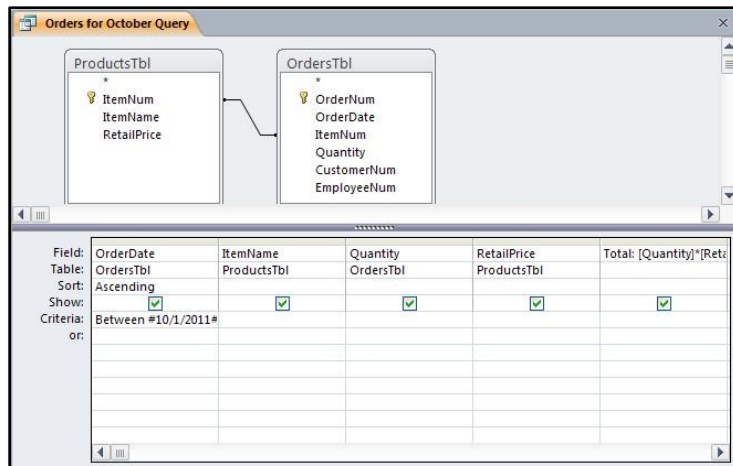 Orders for October Query
ProductsTbl
*
ItemNum
ItemName
RetailPrice
OrdersTbl
*
OrderNum
OrderDate
ItemNum
Quantity
CustomerNum
EmployeeNum
Field: OrderDate ItemName Quantity RetailPrice Total: [Quantity]*[Reta
Table: OrdersTbl ProductsTbl OrdersTbl ProductsTbl
Sort: Ascending
Show:
Criteria: Between #10/1/2011#
or: